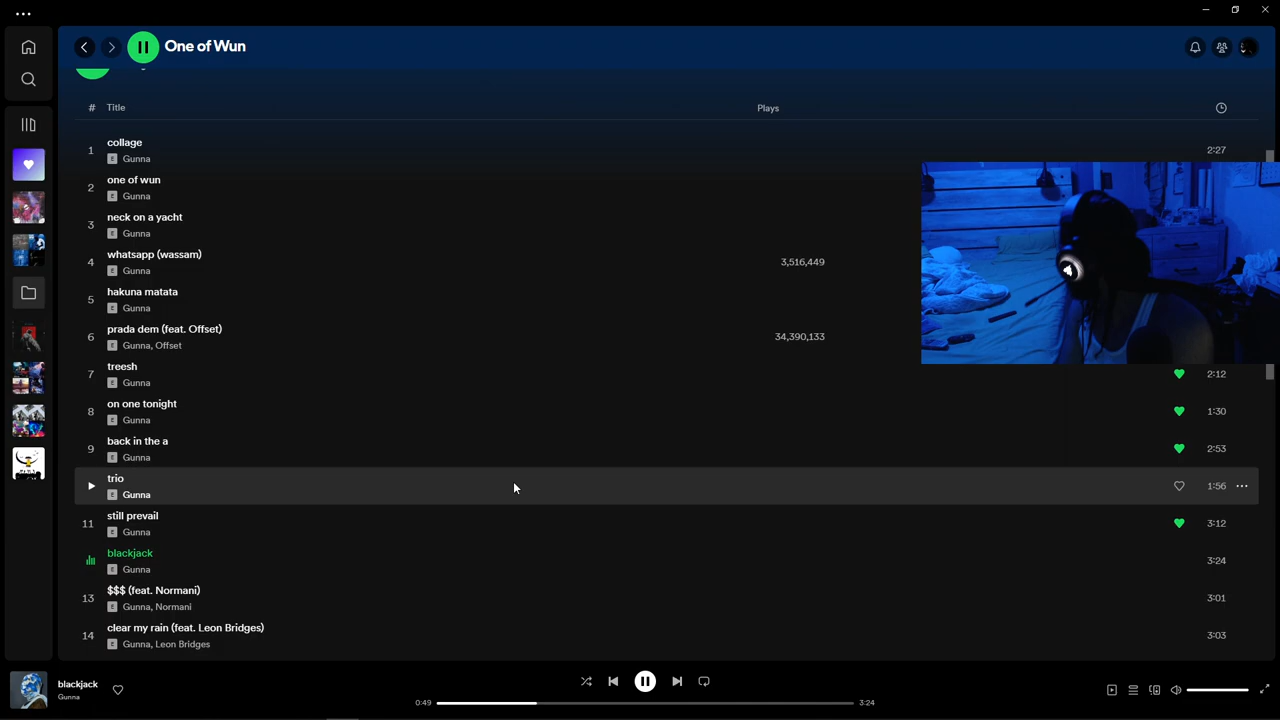 One of Wun
# Title Plays
1 collage 2:27
E Gunna
2 one of wun
E Gunna
3 neck on a yacht
E Gunna
4 whatsapp (wassam) 3,516,449
E Gunna
5 hakuna matata
E Gunna
6 prada dem (feat. Offset) 34,390,133
E Gunna, Offset
7 treesh 2:12
E Gunna
8 on one tonight 1:30
E Gunna
9 back in the a 2:53
E Gunna
trio 1:56
E Gunna
11 still prevail 3:12
E Gunna
blackjack 3:24
E Gunna
13 $$$ (feat. Normani) 3:01
E Gunna, Normani
14 clear my rain (feat. Leon Bridges) 3:03
E Gunna, Leon Bridges
blackjack
Gunna
0:49 3:24